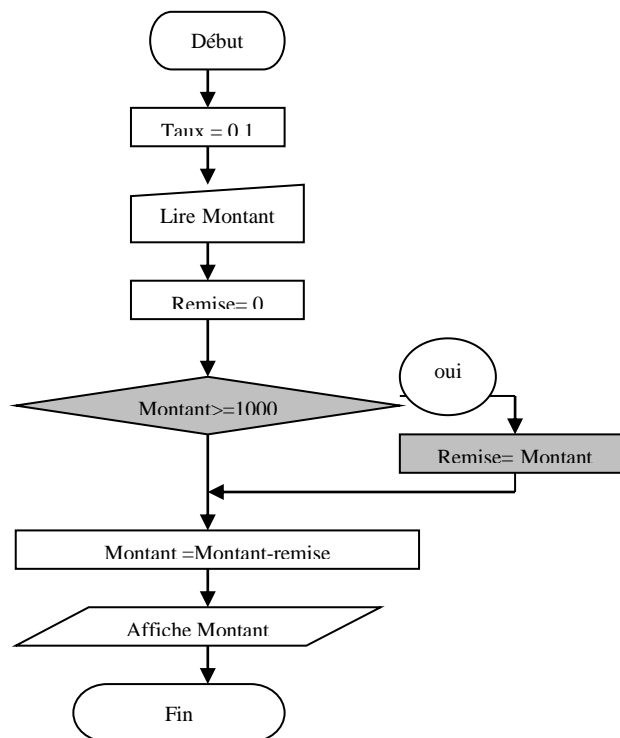 Début
Taux = 0.1
Lire Montant
Remise= 0
oui
Montant>=1000
Remise= Montant
Montant =Montant-remise
Affiche Montant
Fin